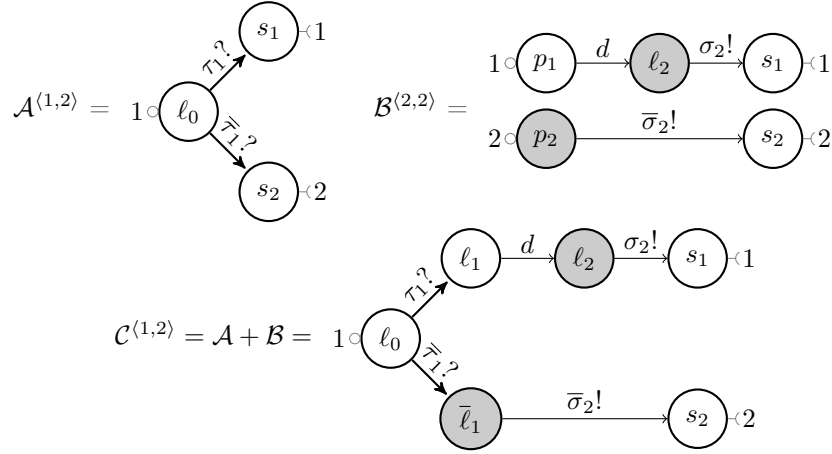 s₁ 1
τ₁?
𝒜⟨1,2⟩ = 1 ℓ₀
τ̅₁?
s₂ 2
ℬ⟨2,2⟩ =
1 p₁ d ℓ₂ σ₂! s₁ 1
2 p₂ σ̅₂! s₂ 2
ℓ₁ d ℓ₂ σ₂! s₁ 1
τ₁?
𝒞⟨1,2⟩ = 𝒜 + ℬ = 1 ℓ₀
τ̅₁?
ℓ̅₁ σ̅₂! s₂ 2